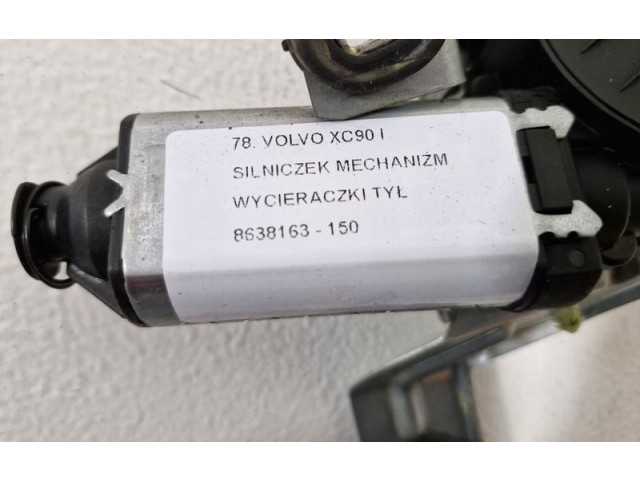 78. VOLVO XC90 I
SILNICZEK MECHANIZM
WYCIERACZKI TYŁ
8638163 - 150